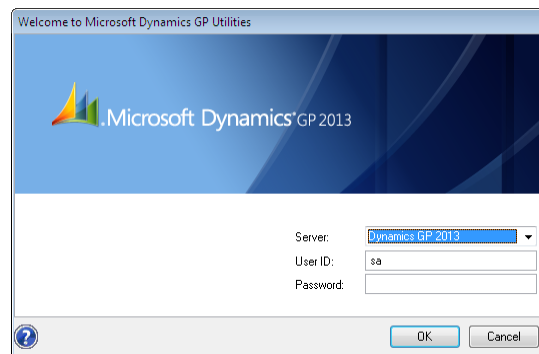 Welcome to Microsoft Dynamics GP Utilities
Microsoft Dynamics® GP 2013
Server: Dynamics GP 2013
User ID: sa
Password:
? OK Cancel